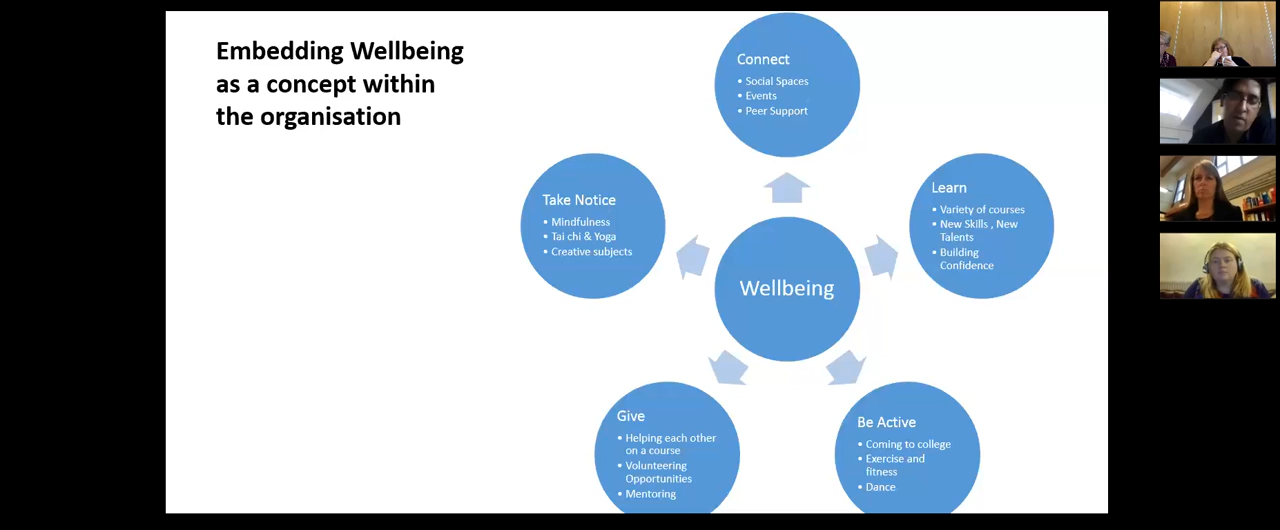 Embedding Wellbeing
as a concept within
the organisation
Connect
• Social Spaces
• Events
• Peer Support
Take Notice
• Mindfulness
• Tai chi & Yoga
• Creative subjects
Learn
• Variety of courses
• New Skills , New
Talents
• Building
Confidence
Wellbeing
Give
• Helping each other
on a course
• Volunteering
Opportunities
• Mentoring
Be Active
• Coming to college
• Exercise and
fitness
• Dance